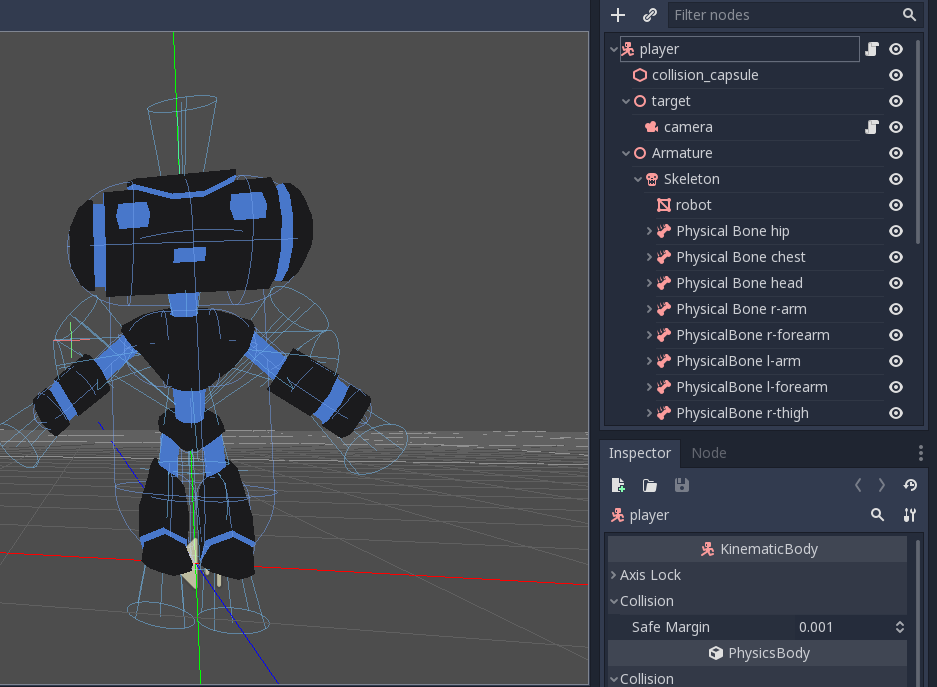 Filter nodes
player
collision_capsule
target
camera
Armature
Skeleton
robot
Physical Bone hip
Physical Bone chest
Physical Bone head
Physical Bone r-arm
PhysicalBone r-forearm
PhysicalBone l-arm
PhysicalBone l-forearm
PhysicalBone r-thigh
Inspector Node
player
KinematicBody
Axis Lock
Collision
Safe Margin 0.001
PhysicsBody
Collision